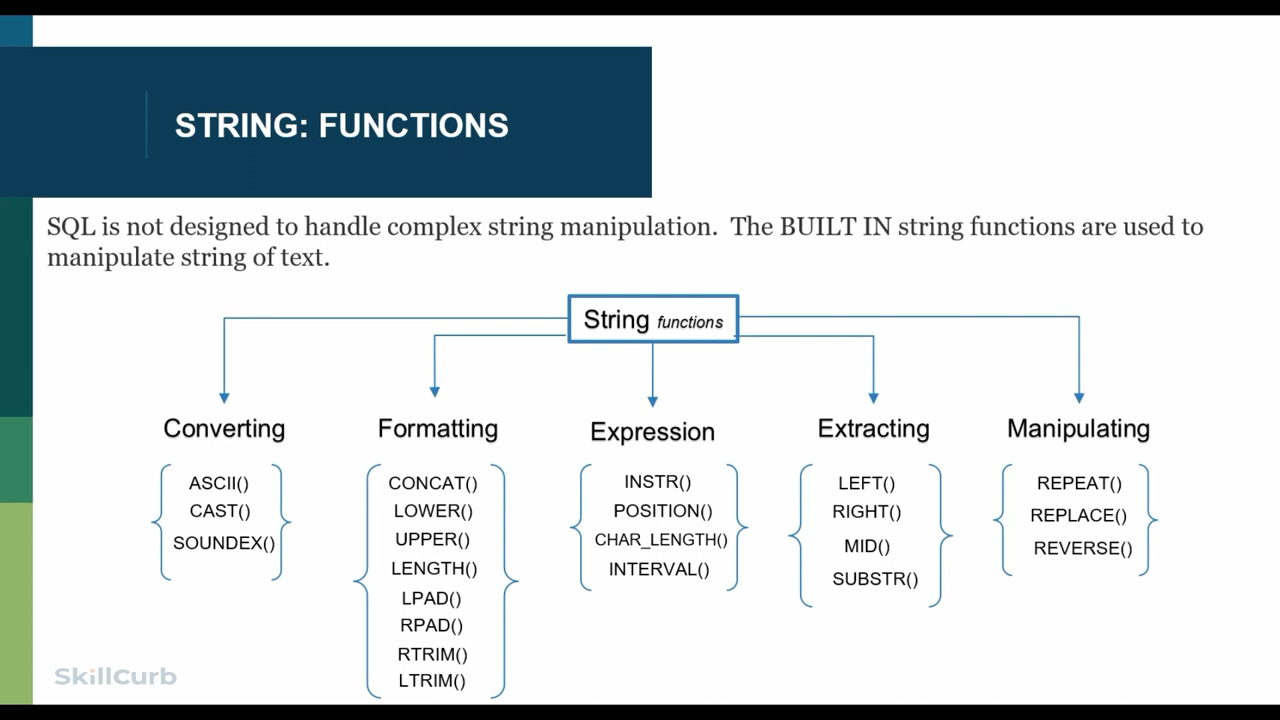 STRING: FUNCTIONS
SQL is not designed to handle complex string manipulation. The BUILT IN string functions are used to
manipulate string of text.
String functions
Converting
ASCII()
CAST()
SOUNDEX()
Formatting
CONCAT()
LOWER()
UPPER()
LENGTH()
LPAD()
RPAD()
RTRIM()
LTRIM()
Expression
INSTR()
POSITION()
CHAR_LENGTH()
INTERVAL()
Extracting
LEFT()
RIGHT()
MID()
SUBSTR()
Manipulating
REPEAT()
REPLACE()
REVERSE()
SkillCurb